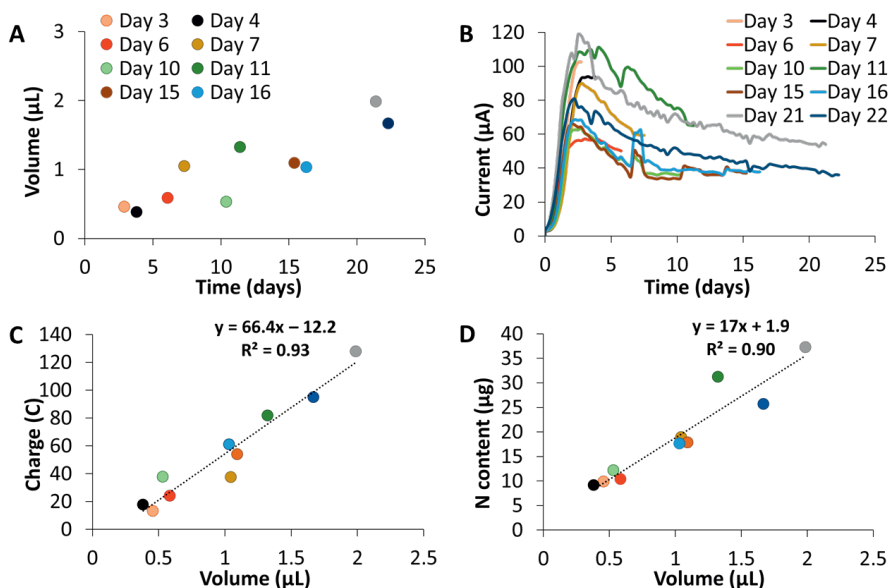 A
Day 3 Day 4
Day 6 Day 7
Day 10 Day 11
Day 15 Day 16
3
2
1
0
Volume (µL)
0 5 10 15 20 25
Time (days)
B
Day 3 Day 4
Day 6 Day 7
Day 10 Day 11
Day 15 Day 16
Day 21 Day 22
120
100
80
60
40
20
0
Current (µA)
0 5 10 15 20 25
Time (days)
C
y = 66.4x – 12.2
R² = 0.93
140
120
100
80
60
40
20
0
Charge (C)
0 0.5 1 1.5 2 2.5
Volume (µL)
D
y = 17x + 1.9
R² = 0.90
40
35
30
25
20
15
10
5
0
N content (µg)
0 0.5 1 1.5 2 2.5
Volume (µL)